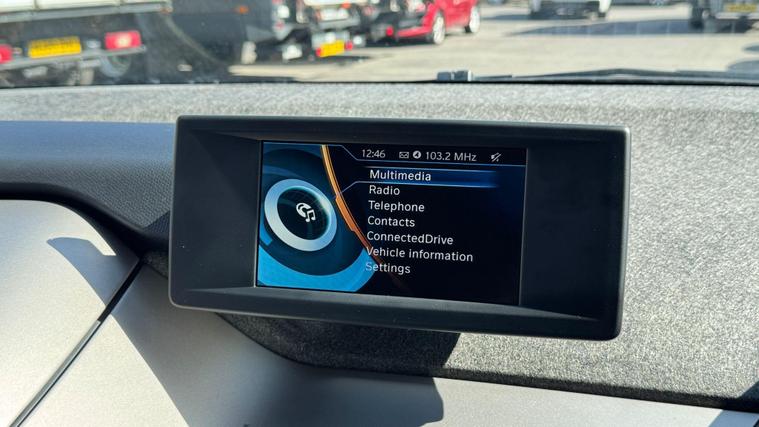 12:46 103.2 MHz
Multimedia
Radio
Telephone
Contacts
ConnectedDrive
Vehicle information
Settings